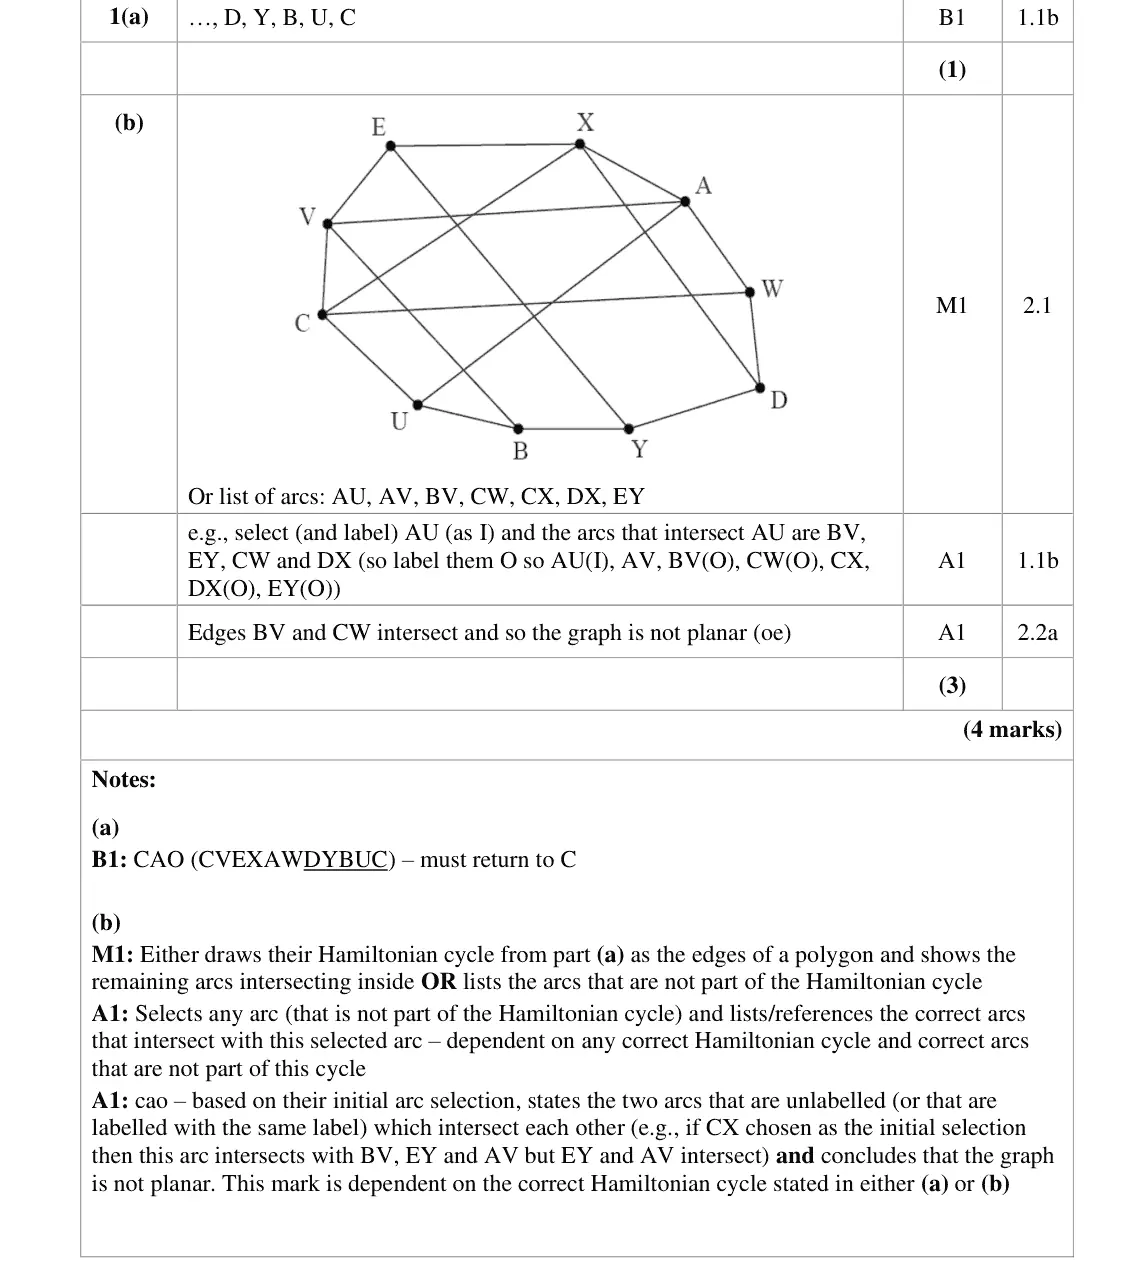 1(a) …, D, Y, B, U, C B1 1.1b
(1)
(b)
E
X
A
V
W
C
M1 2.1
D
U
B
Y
Or list of arcs: AU, AV, BV, CW, CX, DX, EY
e.g., select (and label) AU (as I) and the arcs that intersect AU are BV,
EY, CW and DX (so label them O so AU(I), AV, BV(O), CW(O), CX,
DX(O), EY(O))
A1 1.1b
Edges BV and CW intersect and so the graph is not planar (oe) A1 2.2a
(3)
(4 marks)
Notes:
(a)
B1: CAO (CVEXAWDYBUC) – must return to C
(b)
M1: Either draws their Hamiltonian cycle from part (a) as the edges of a polygon and shows the
remaining arcs intersecting inside OR lists the arcs that are not part of the Hamiltonian cycle
A1: Selects any arc (that is not part of the Hamiltonian cycle) and lists/references the correct arcs
that intersect with this selected arc – dependent on any correct Hamiltonian cycle and correct arcs
that are not part of this cycle
A1: cao – based on their initial arc selection, states the two arcs that are unlabelled (or that are
labelled with the same label) which intersect each other (e.g., if CX chosen as the initial selection
then this arc intersects with BV, EY and AV but EY and AV intersect) and concludes that the graph
is not planar. This mark is dependent on the correct Hamiltonian cycle stated in either (a) or (b)